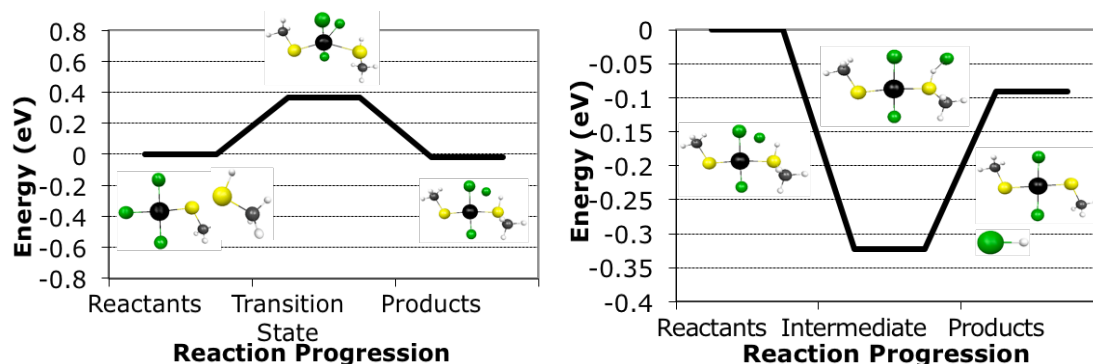 0.8
0.6
0.4
0.2
0
-0.2
-0.4
-0.6
-0.8
Energy (eV)
Reactants Transition Products
State
Reaction Progression
0
-0.05
-0.1
-0.15
-0.2
-0.25
-0.3
-0.35
-0.4
Energy (eV)
Reactants Intermediate Products
Reaction Progression